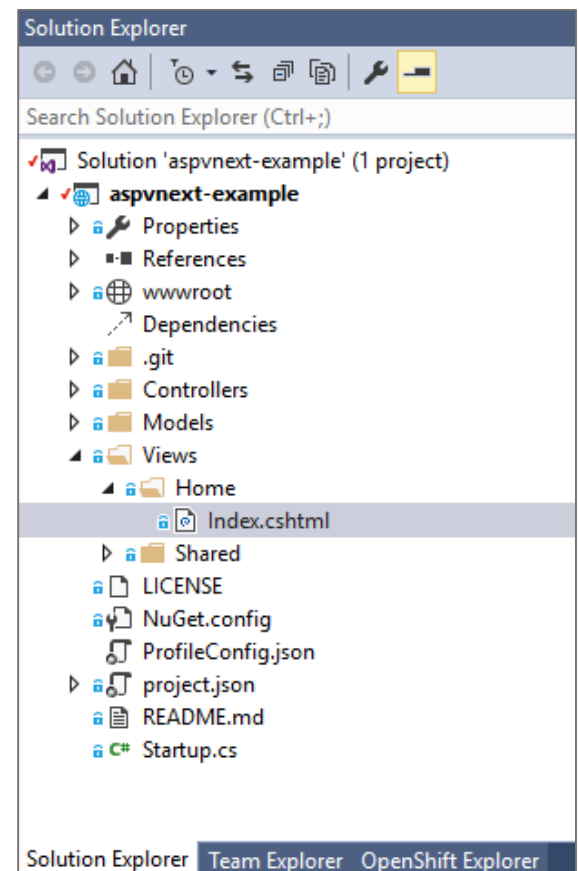 Solution Explorer
Search Solution Explorer (Ctrl+;)
Solution 'aspvnext-example' (1 project)
aspvnext-example
Properties
References
wwwroot
Dependencies
.git
Controllers
Models
Views
Home
Index.cshtml
Shared
LICENSE
NuGet.config
ProfileConfig.json
project.json
README.md
C# Startup.cs
Solution Explorer Team Explorer OpenShift Explorer